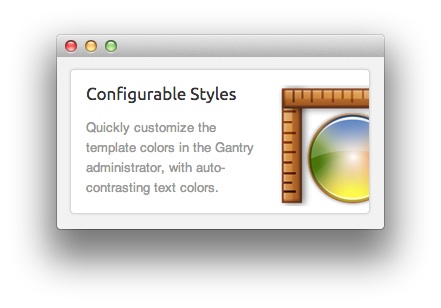 Configurable Styles
Quickly customize the
template colors in the Gantry
administrator, with auto-
contrasting text colors.